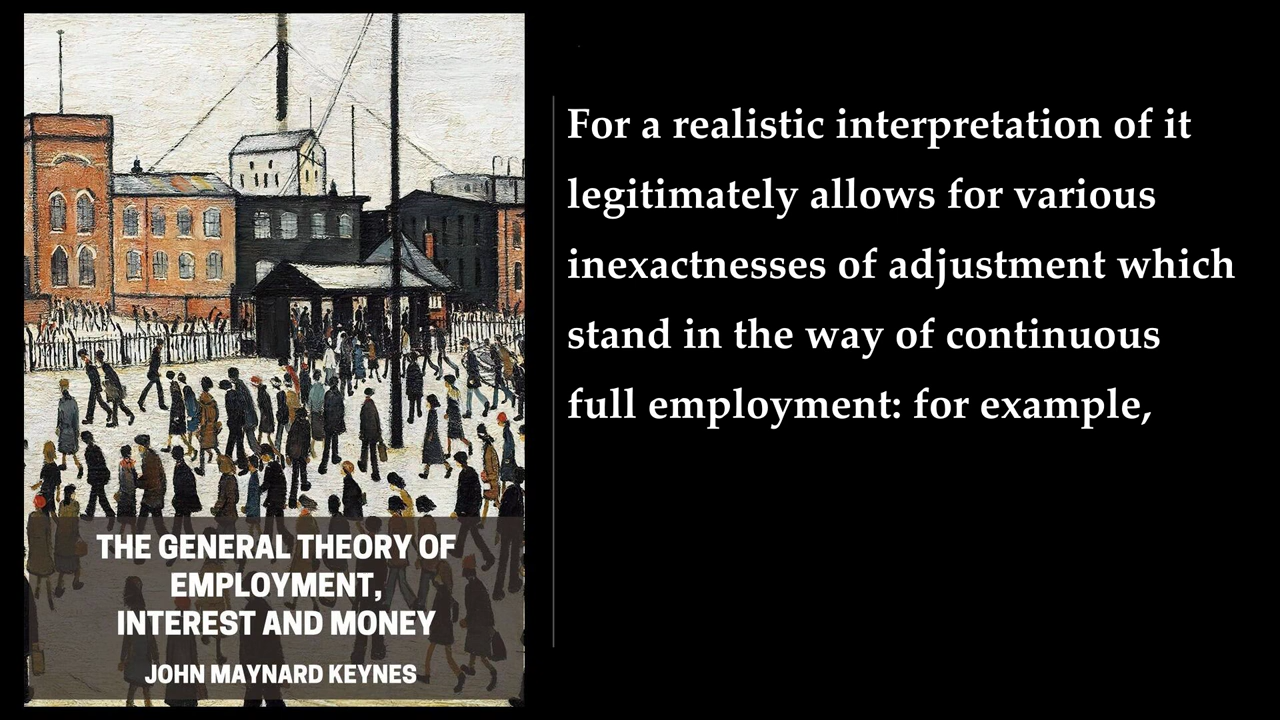 THE GENERAL THEORY OF
EMPLOYMENT,
INTEREST AND MONEY
JOHN MAYNARD KEYNES
For a realistic interpretation of it
legitimately allows for various
inexactnesses of adjustment which
stand in the way of continuous
full employment: for example,